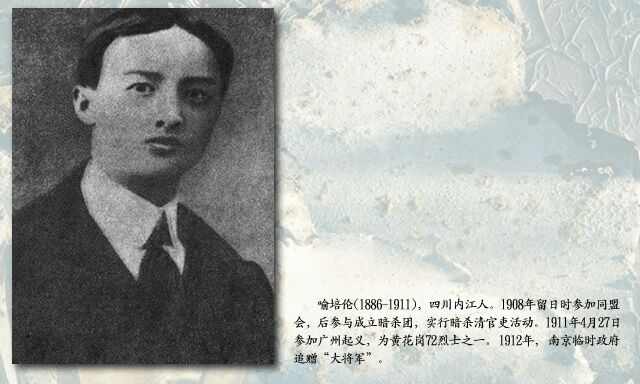 喻培伦(1886-1911)，四川内江人。1908年留日时参加同盟
会，后参与成立暗杀团，实行暗杀清官吏活动。1911年4月27日
参加广州起义，为黄花岗72烈士之一。1912年，南京临时政府
追赠“大将军”。